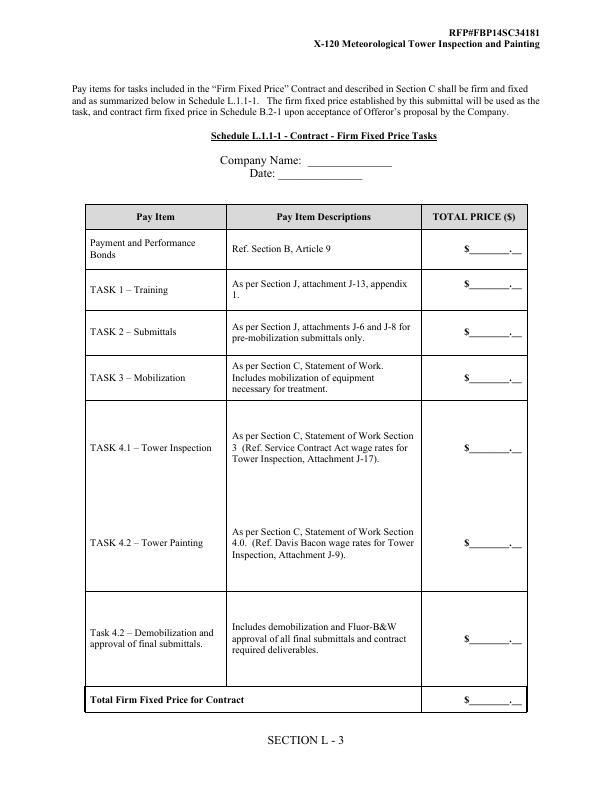 RFP#FBP14SC34181
X-120 Meteorological Tower Inspection and Painting
Pay items for tasks included in the “Firm Fixed Price” Contract and described in Section C shall be firm and fixed
and as summarized below in Schedule L.1.1-1.   The firm fixed price established by this submittal will be used as the
task, and contract firm fixed price in Schedule B.2-1 upon acceptance of Offeror’s proposal by the Company.
Schedule L.1.1-1 - Contract - Firm Fixed Price Tasks
Company Name:  ______________
Date: ______________
Pay Item
Pay Item Descriptions
TOTAL PRICE ($)
Payment and Performance
Bonds
Ref. Section B, Article 9
$________.__
TASK 1 – Training
As per Section J, attachment J-13, appendix
1.
$________.__
TASK 2 – Submittals
As per Section J, attachments J-6 and J-8 for
pre-mobilization submittals only.
$________.__
TASK 3 – Mobilization
As per Section C, Statement of Work.
Includes mobilization of equipment
necessary for treatment.
$________.__
TASK 4.1 – Tower Inspection
As per Section C, Statement of Work Section
3  (Ref. Service Contract Act wage rates for
Tower Inspection, Attachment J-17).
$________.__
TASK 4.2 – Tower Painting
As per Section C, Statement of Work Section
4.0.  (Ref. Davis Bacon wage rates for Tower
Inspection, Attachment J-9).
$________.__
Task 4.2 – Demobilization and
approval of final submittals.
Includes demobilization and Fluor-B&W
approval of all final submittals and contract
required deliverables.
$________.__
Total Firm Fixed Price for Contract
$________.__
SECTION L - 3